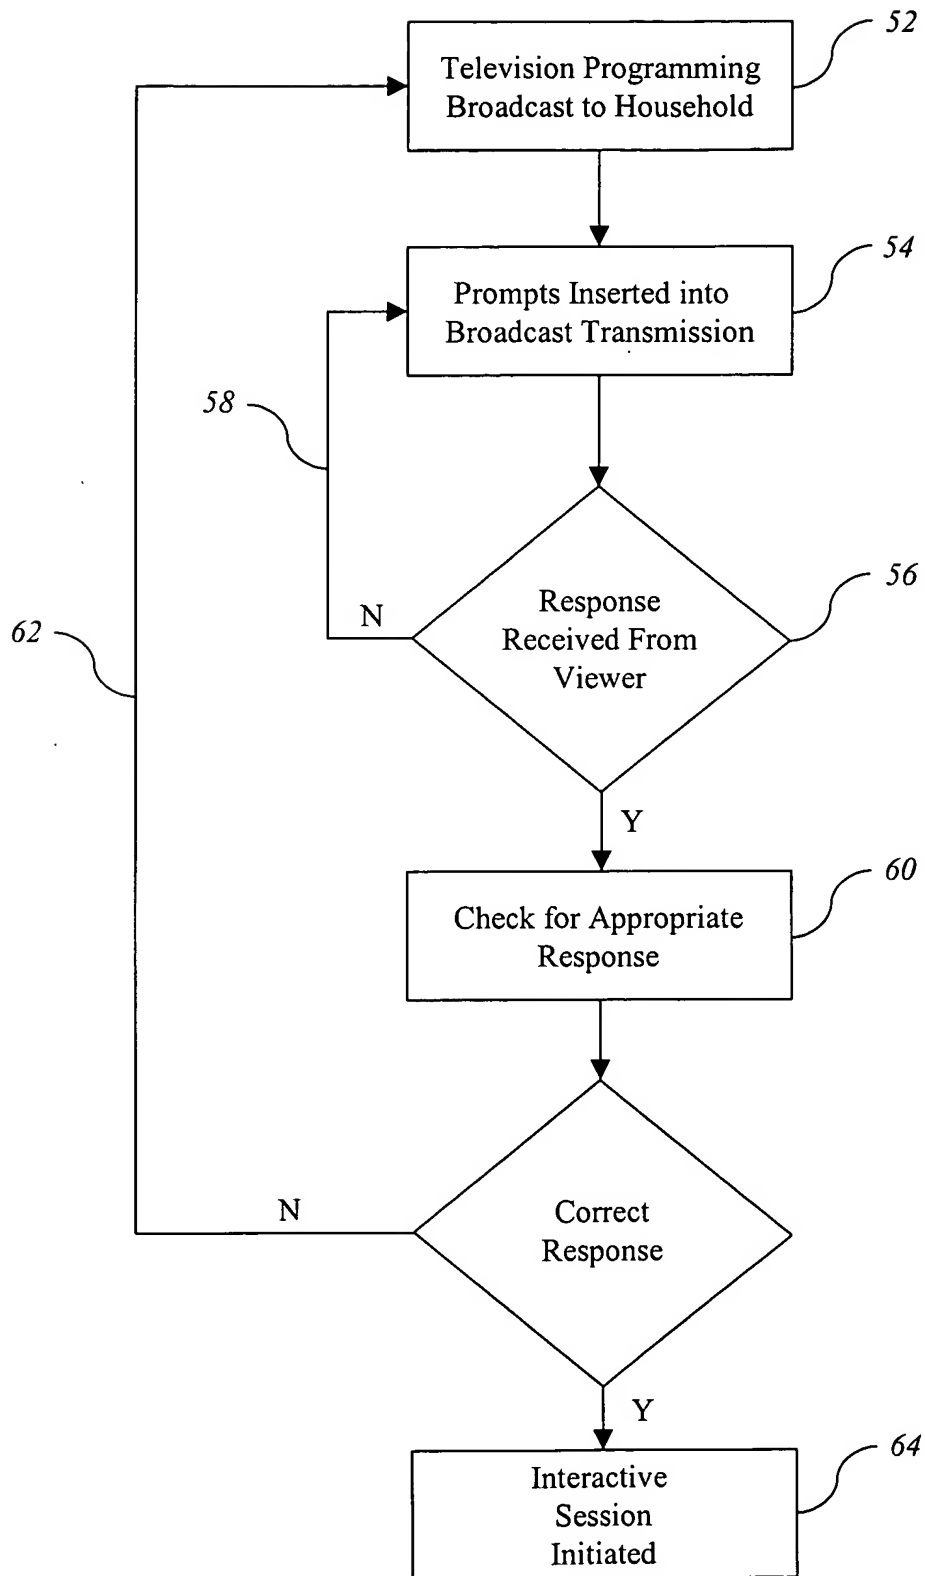 52
Television Programming
Broadcast to Household
54
Prompts Inserted into
Broadcast Transmission
58
56
Response
Received From
Viewer
N
62
Y
60
Check for Appropriate
Response
N
Correct
Response
Y
64
Interactive
Session
Initiated